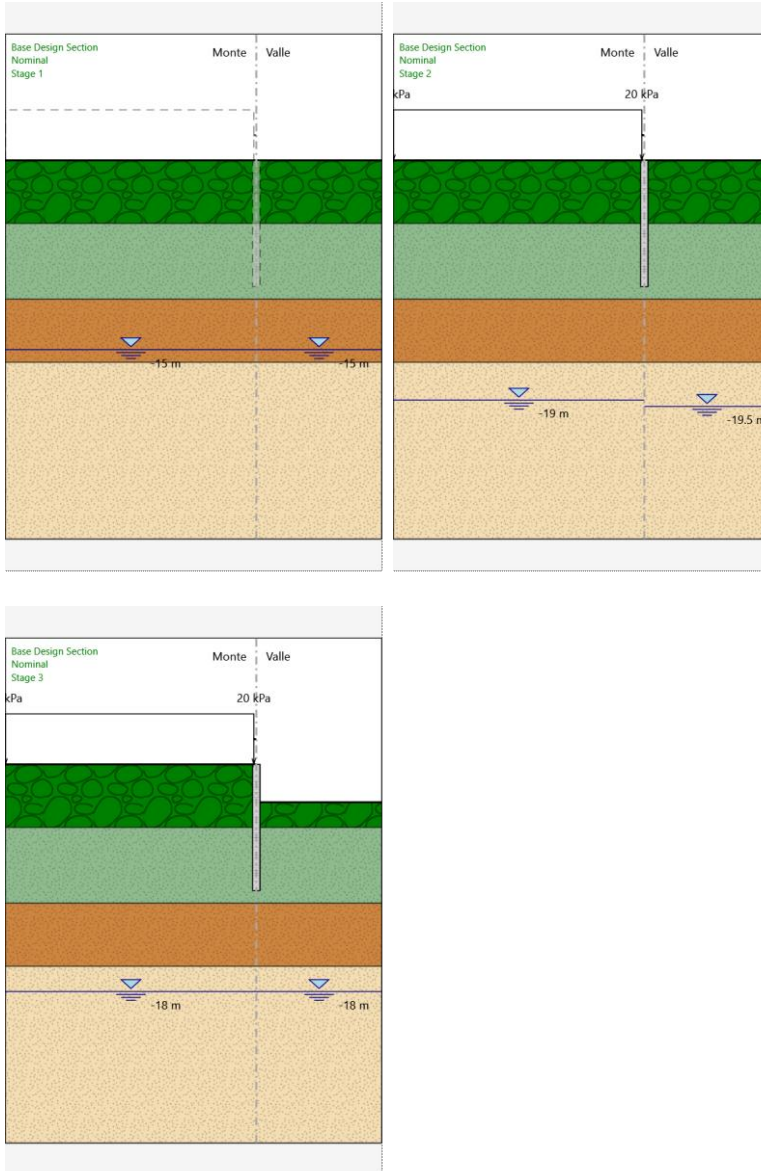 Base Design Section
Nominal
Stage 1
Monte Valle
-15 m -15 m
Base Design Section
Nominal
Stage 2
Monte Valle
kPa 20 kPa
-19 m
-19.5 m
Base Design Section
Nominal
Stage 3
Monte Valle
kPa 20 kPa
-18 m -18 m